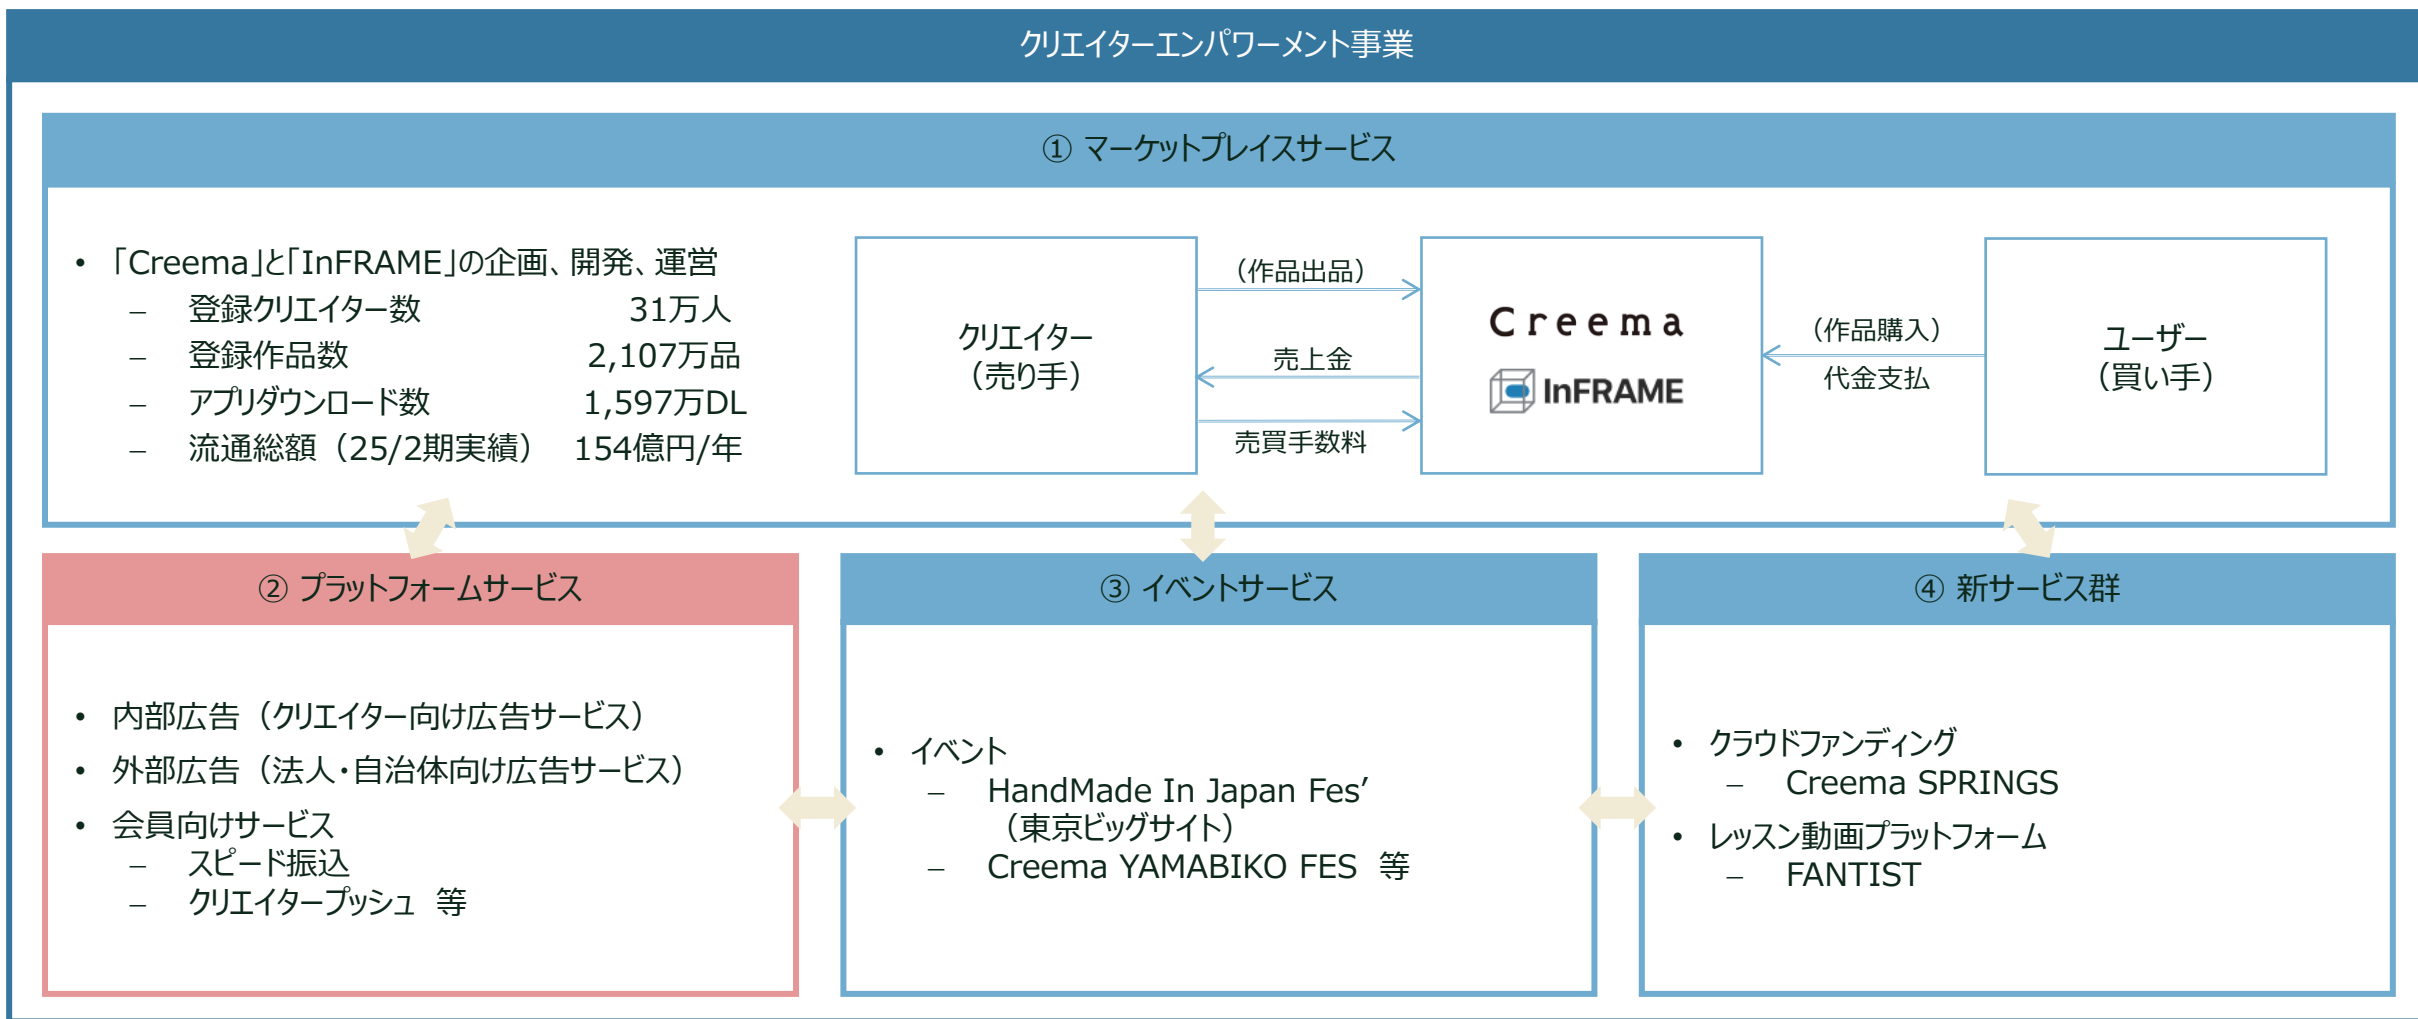 クリエイターエンパワーメント事業
① マーケットプレイスサービス
• 「Creema」と「InFRAME」の企画、開発、運営
– 登録クリエイター数 31万人
– 登録作品数 2,107万品
– アプリダウンロード数 1,597万DL
– 流通総額（25/2期実績） 154億円/年
クリエイター
（売り手）
（作品出品）
売上金
売買手数料
Creema
InFRAME
（作品購入）
代金支払
ユーザー
（買い手）
② プラットフォームサービス
• 内部広告（クリエイター向け広告サービス）
• 外部広告（法人・自治体向け広告サービス）
• 会員向けサービス
– スピード振込
– クリエイタープッシュ 等
③ イベントサービス
• イベント
– HandMade In Japan Fes’
（東京ビッグサイト）
– Creema YAMABIKO FES 等
④ 新サービス群
• クラウドファンディング
– Creema SPRINGS
• レッスン動画プラットフォーム
– FANTIST